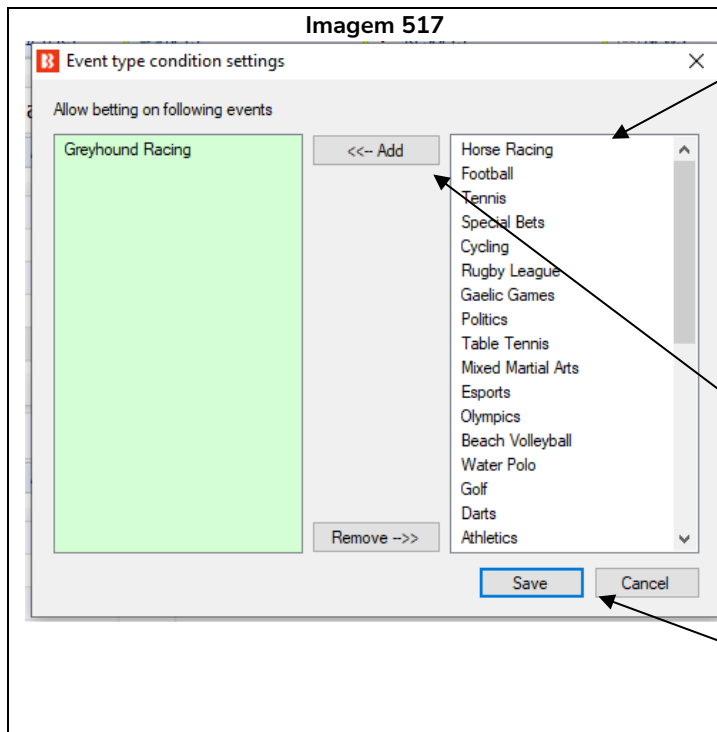 Imagem 517
Event type condition settings
Allow betting on following events
Greyhound Racing
<<-- Add
Horse Racing
Football
Tennis
Special Bets
Cycling
Rugby League
Gaelic Games
Politics
Table Tennis
Mixed Martial Arts
Esports
Olympics
Beach Volleyball
Water Polo
Golf
Darts
Athletics
Remove -->>
Save
Cancel